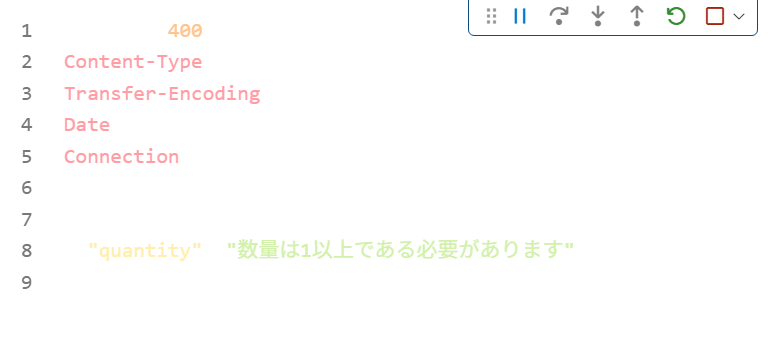 1 400
2 Content-Type
3 Transfer-Encoding
4 Date
5 Connection
6
7
8 "quantity" "数量は1以上である必要があります"
9